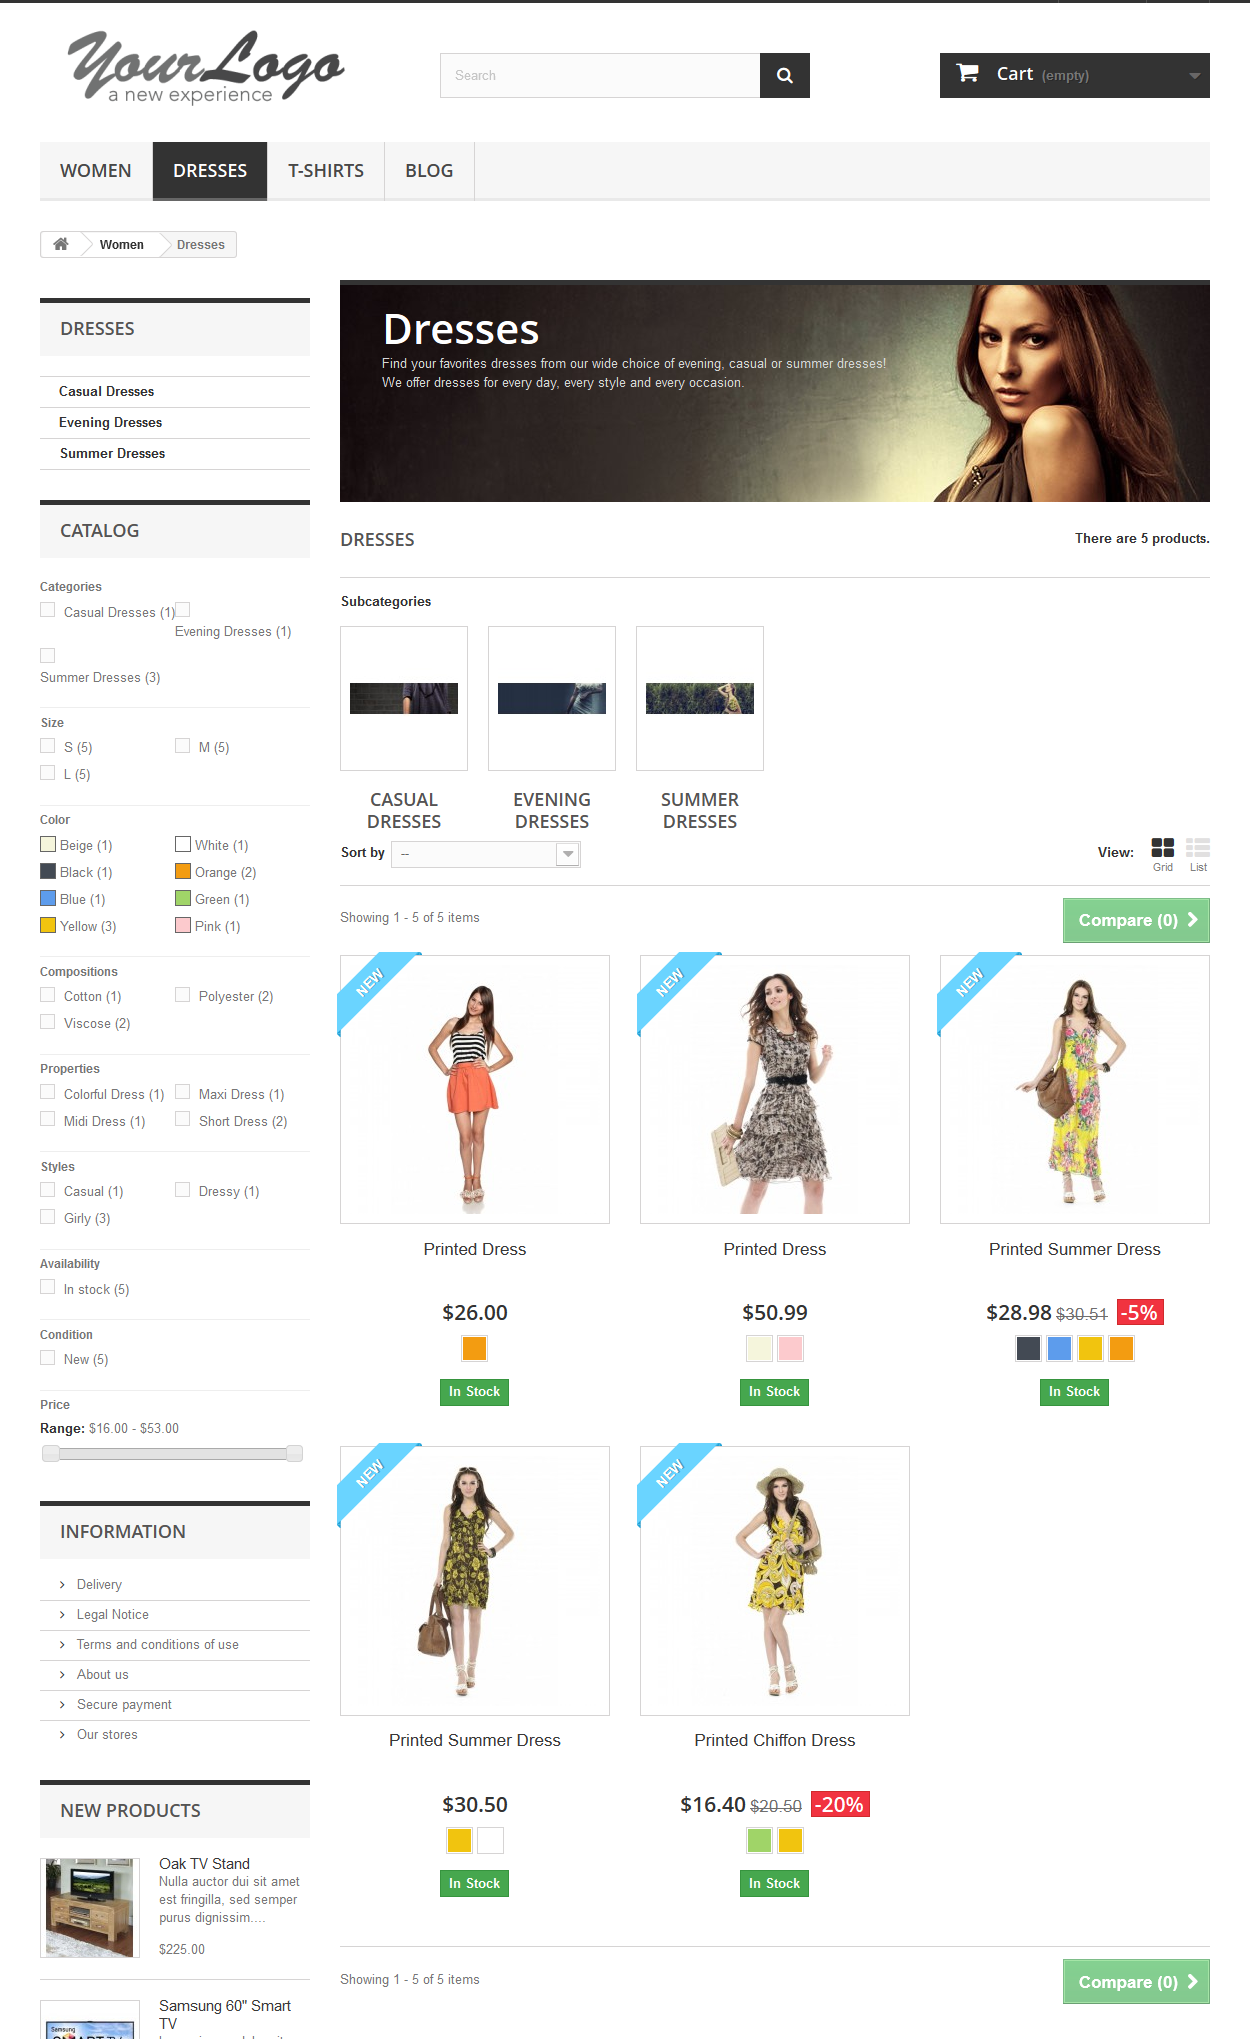 YourLogo
a new experience
Search
Cart (empty)
WOMEN
DRESSES
T-SHIRTS
BLOG
Women
Dresses
DRESSES
Casual Dresses
Evening Dresses
Summer Dresses
CATALOG
Categories
Casual Dresses (1)
Evening Dresses (1)
Summer Dresses (3)
Size
S (5)
M (5)
L (5)
Color
Beige (1)
White (1)
Black (1)
Orange (2)
Blue (1)
Green (1)
Yellow (3)
Pink (1)
Compositions
Cotton (1)
Polyester (2)
Viscose (2)
Properties
Colorful Dress (1)
Maxi Dress (1)
Midi Dress (1)
Short Dress (2)
Styles
Casual (1)
Dressy (1)
Girly (3)
Availability
In stock (5)
Condition
New (5)
Price
Range: $16.00 - $53.00
INFORMATION
Delivery
Legal Notice
Terms and conditions of use
About us
Secure payment
Our stores
NEW PRODUCTS
Oak TV Stand
Nulla auctor dui sit amet
est fringilla, sed semper
purus dignissim....
$225.00
Samsung 60" Smart
TV
Dresses
Find your favorites dresses from our wide choice of evening, casual or summer dresses!
We offer dresses for every day, every style and every occasion.
DRESSES
There are 5 products.
Subcategories
CASUAL
DRESSES
EVENING
DRESSES
SUMMER
DRESSES
Sort by
--
View:
Grid
List
Showing 1 - 5 of 5 items
Compare (0)
NEW
Printed Dress
$26.00
In Stock
NEW
Printed Dress
$50.99
In Stock
NEW
Printed Summer Dress
$28.98 $30.51 -5%
In Stock
NEW
Printed Summer Dress
$30.50
In Stock
NEW
Printed Chiffon Dress
$16.40 $20.50 -20%
In Stock
Showing 1 - 5 of 5 items
Compare (0)